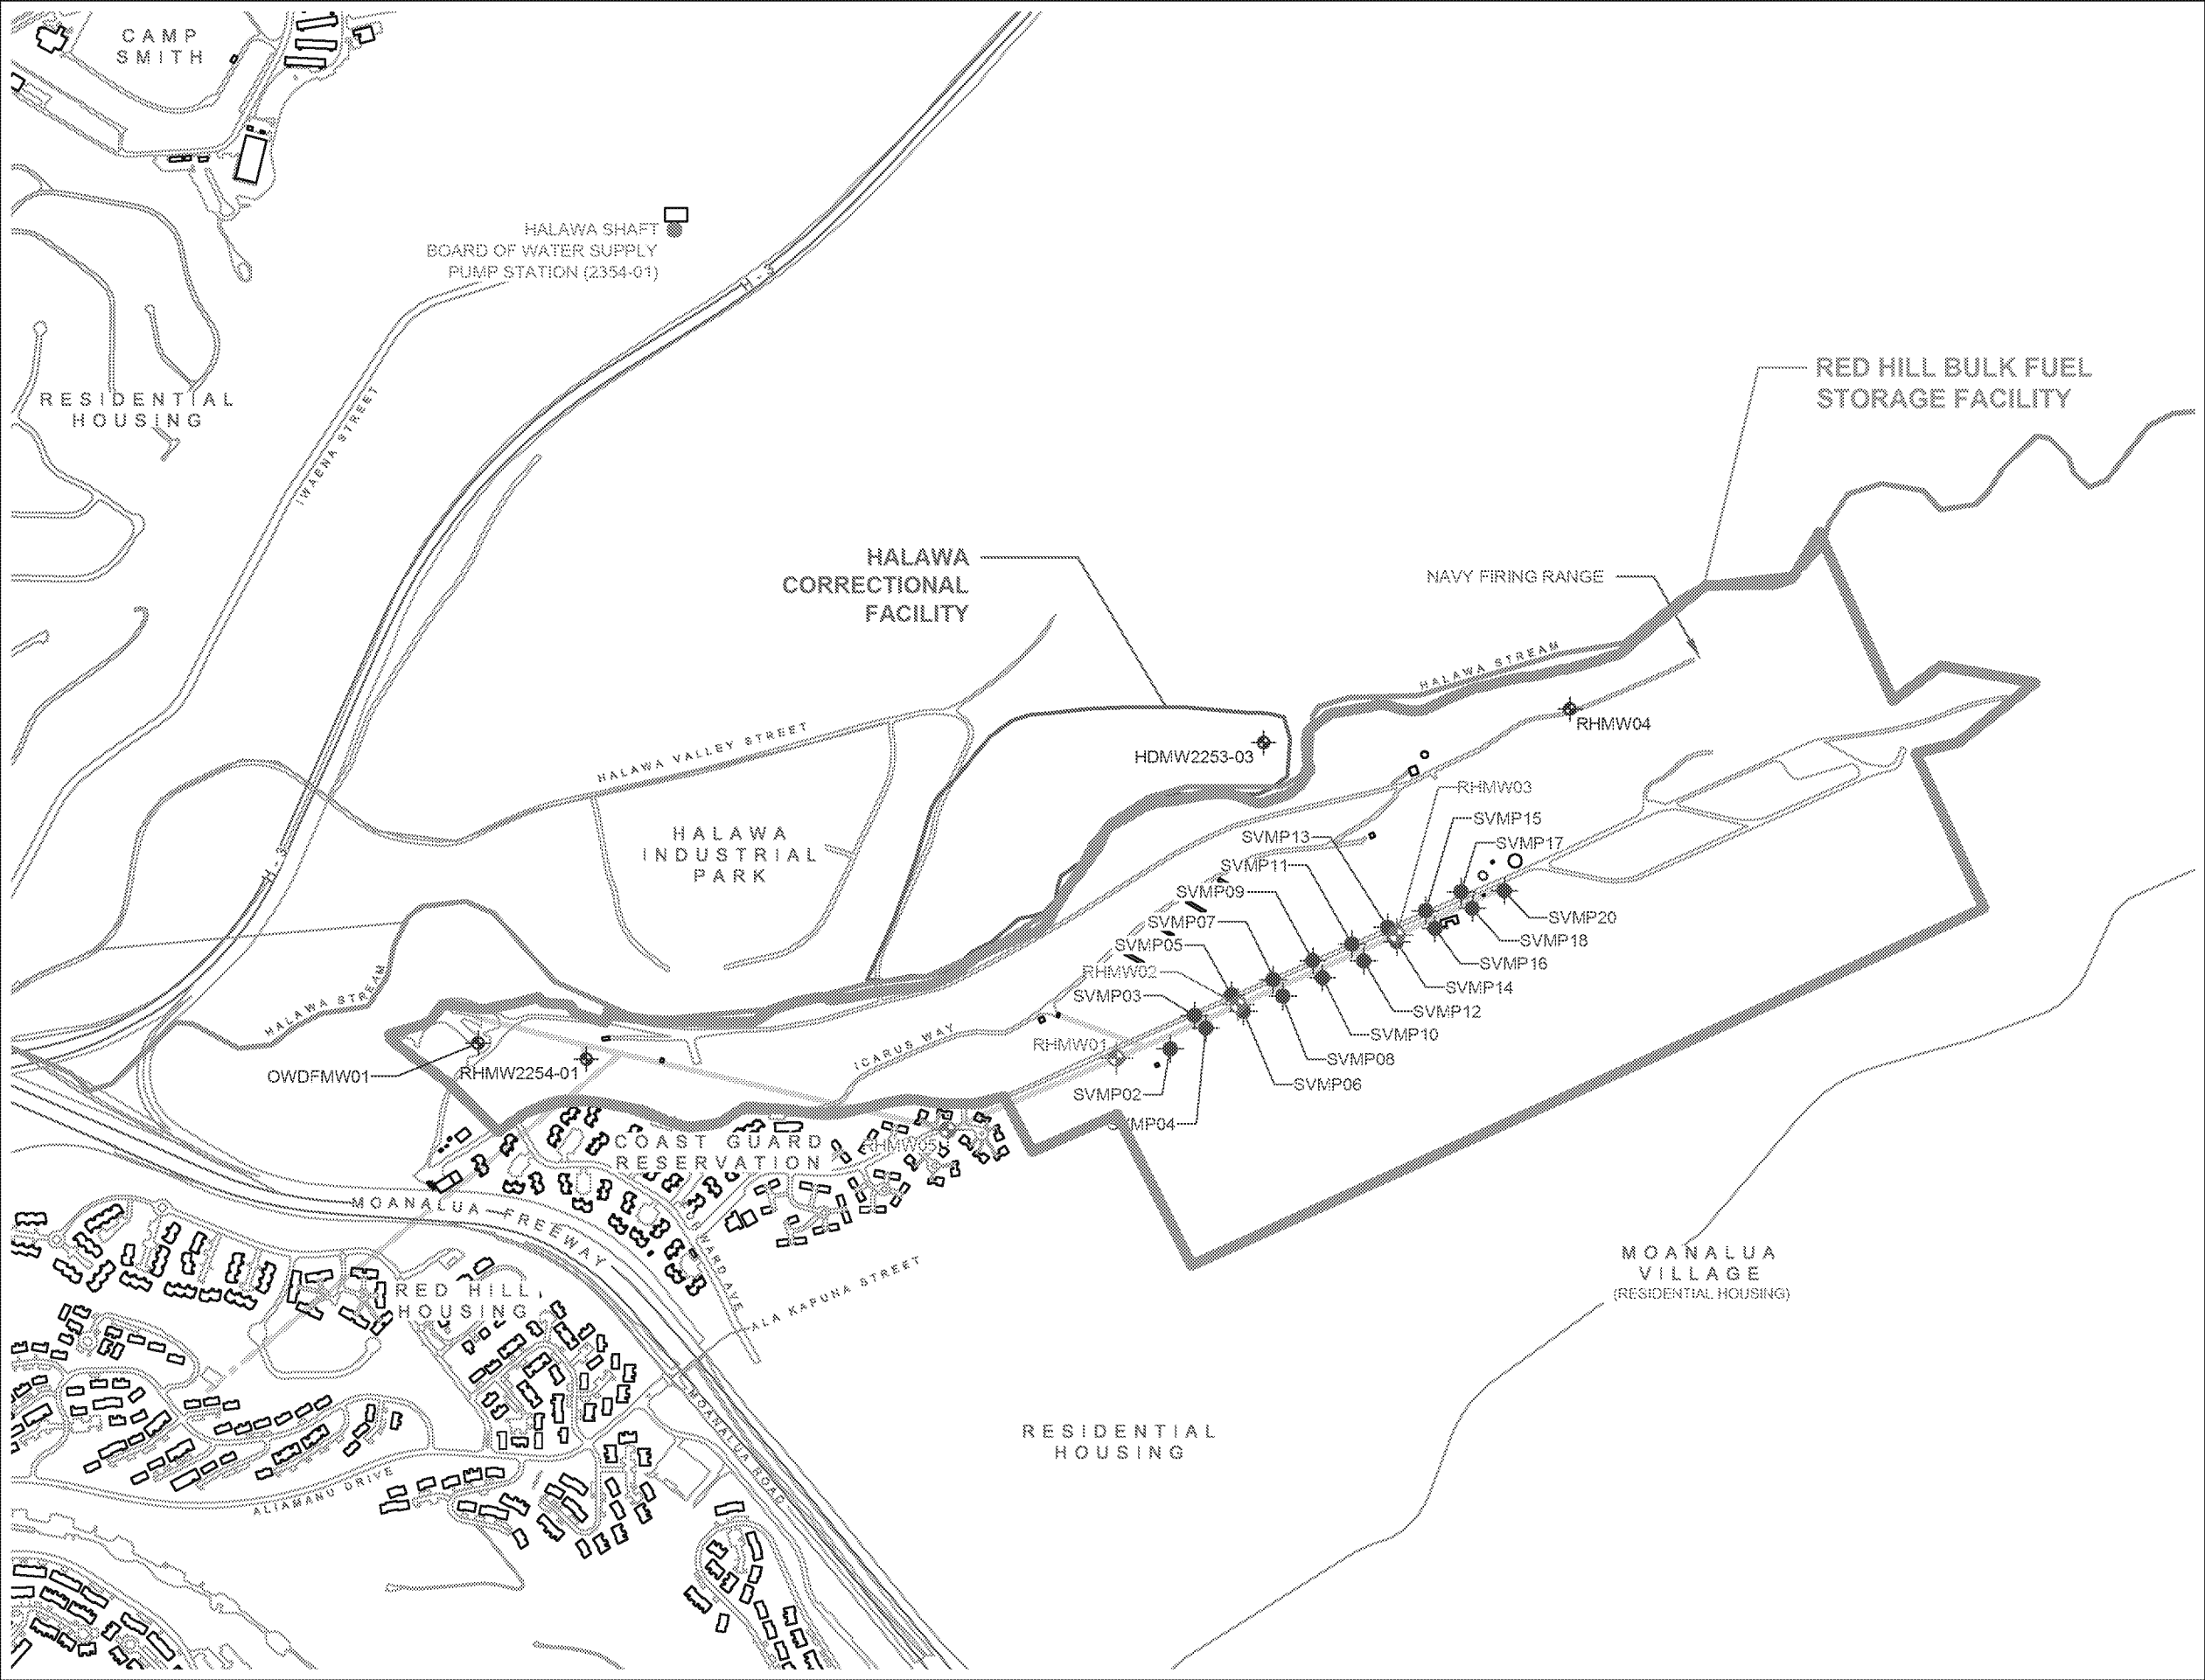 CAMP
SMITH
HALAWA SHAFT
BOARD OF WATER SUPPLY
PUMP STATION (2354-01)
H - 3
RESIDENTIAL
HOUSING
IWAENA STREET
RED HILL BULK FUEL
STORAGE FACILITY
HALAWA
CORRECTIONAL
FACILITY
NAVY FIRING RANGE
HALAWA STREAM
RHMW04
HALAWA VALLEY STREET
HDMW2253-03
RHMW03
SVMP15
SVMP13
SVMP17
HALAWA
INDUSTRIAL
PARK
H - 3
SVMP11
SVMP09
SVMP07
SVMP20
SVMP05
SVMP18
RHMW02
SVMP16
SVMP03
SVMP14
HALAWA STREAM
SVMP12
ICARUS WAY
RHMW01
SVMP10
SVMP08
OWDFMW01
RHMW2254-01
SVMP06
SVMP02
SVMP04
COAST GUARD
RESERVATION
RHMW05
MOANALUA FREEWAY
WARD AVE
ALA KAPUNA STREET
MOANALUA
VILLAGE
(RESIDENTIAL HOUSING)
RED HILL
HOUSING
MOANALUA ROAD
RESIDENTIAL
HOUSING
ALIAMANU DRIVE